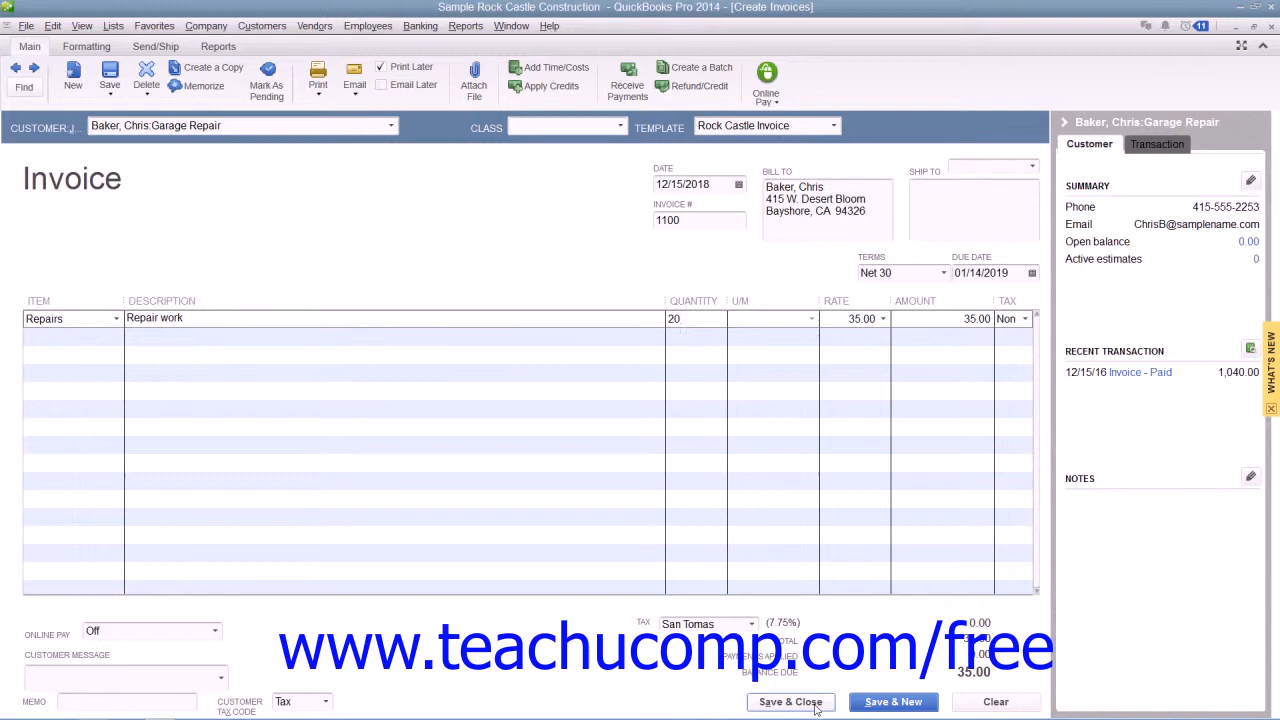 Sample Rock Castle Construction - QuickBooks Pro 2014 - [Create Invoices]
File Edit View Lists Favorites Company Customers Vendors Employees Banking Reports Window Help 11
Main Formatting Send/Ship Reports
Find New Save Delete Create a Copy Memorize Mark As Pending Print Email Print Later Email Later Attach File Add Time/Costs Apply Credits Receive Payments Create a Batch Refund/Credit Online Pay
CUSTOMER:J... Baker, Chris:Garage Repair CLASS TEMPLATE Rock Castle Invoice
Invoice
DATE
12/15/2018
INVOICE #
1100
BILL TO
Baker, Chris
415 W. Desert Bloom
Bayshore, CA 94326
SHIP TO
TERMS
Net 30
DUE DATE
01/14/2019
ITEM DESCRIPTION QUANTITY U/M RATE AMOUNT TAX
Repairs Repair work 20 35.00 35.00 Non
ONLINE PAY Off
CUSTOMER MESSAGE
MEMO
CUSTOMER TAX CODE Tax
TAX San Tomas (7.75%) 0.00
BALANCE DUE 35.00
www.teachucomp.com/free
Save & Close Save & New Clear
Baker, Chris:Garage Repair
Customer Transaction
SUMMARY
Phone 415-555-2253
Email ChrisB@samplename.com
Open balance 0.00
Active estimates 0
RECENT TRANSACTION
12/15/16 Invoice - Paid 1,040.00
NOTES
WHAT'S NEW